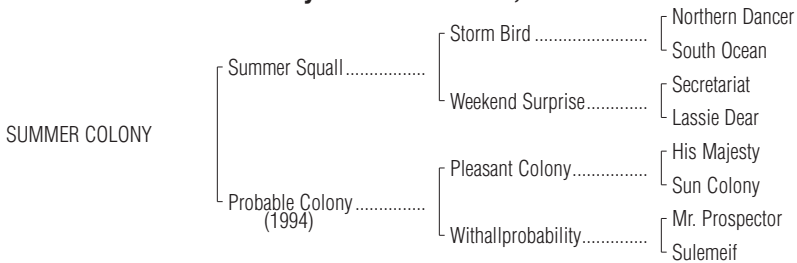 Northern Dancer
Storm Bird
South Ocean
Summer Squall
Secretariat
Weekend Surprise
Lassie Dear
SUMMER COLONY
His Majesty
Pleasant Colony
Sun Colony
Probable Colony
(1994)
Mr. Prospector
Withallprobability
Sulemeif